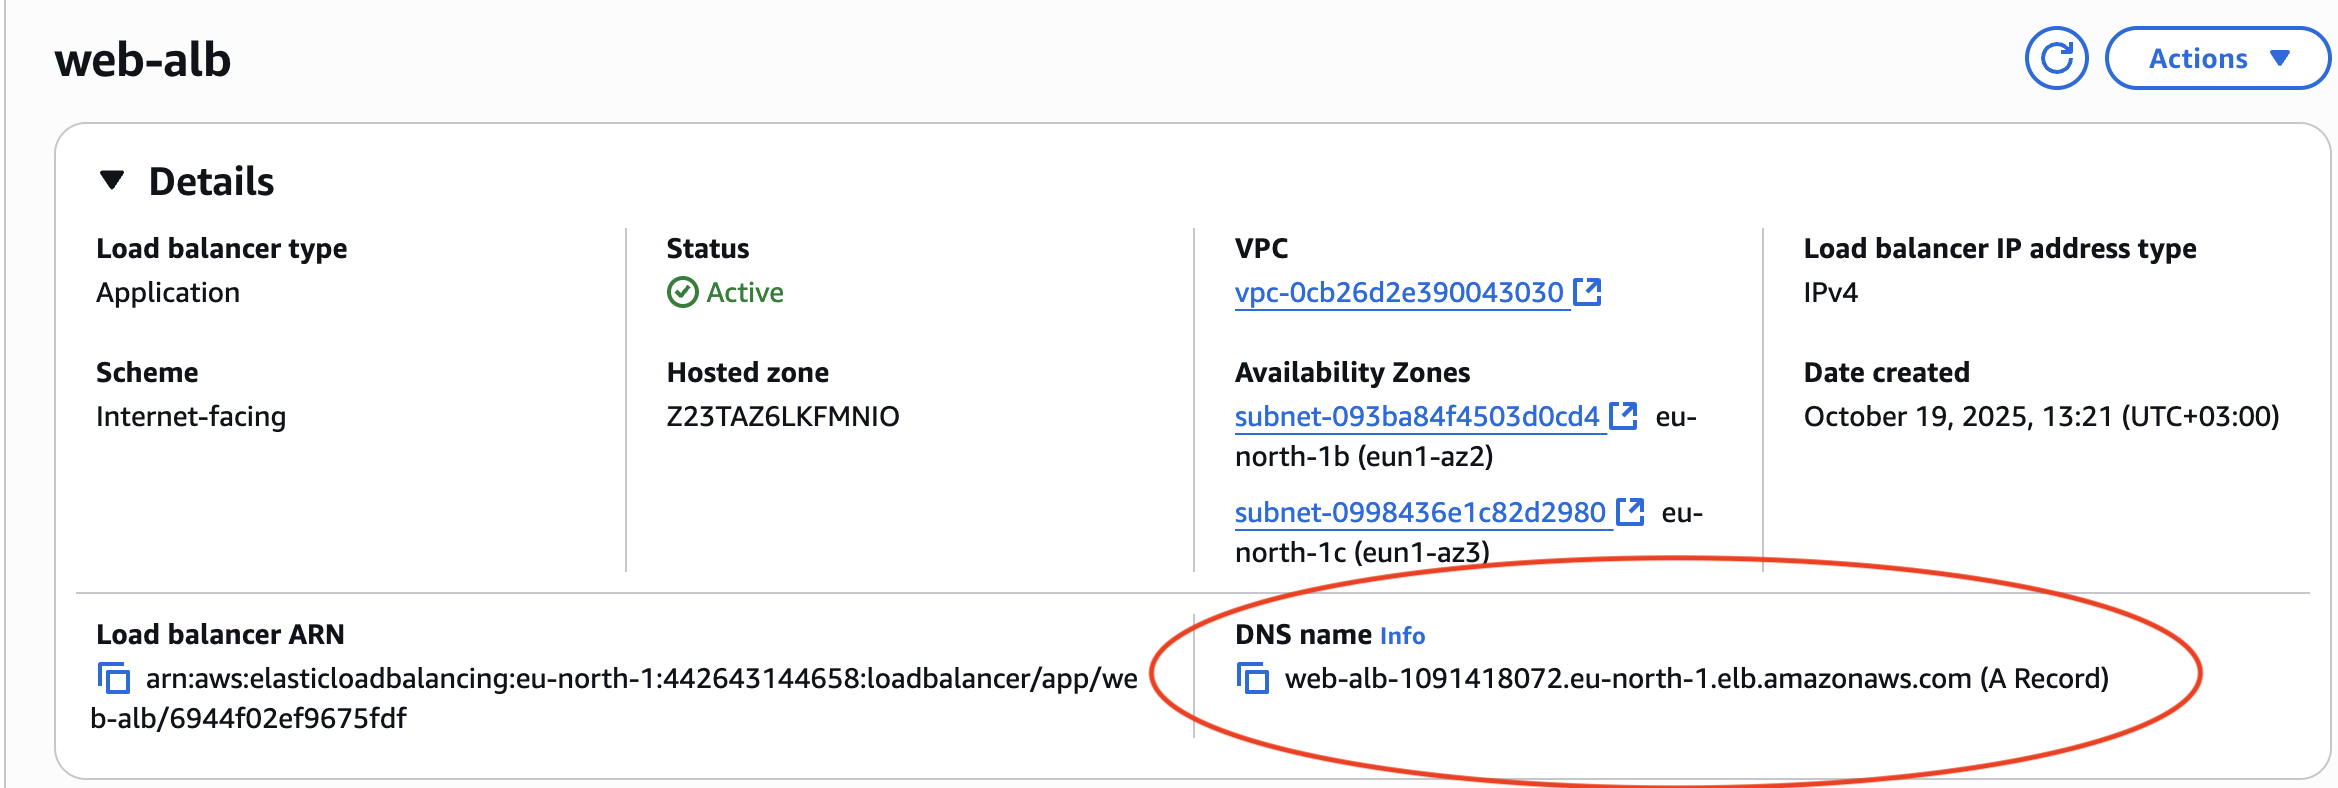 web-alb
Actions
Details
Load balancer type
Application
Status
Active
VPC
vpc-0cb26d2e390043030
Load balancer IP address type
IPv4
Scheme
Internet-facing
Hosted zone
Z23TAZ6LKFMNIO
Availability Zones
subnet-093ba84f4503d0cd4 eu-
north-1b (eun1-az2)
subnet-0998436e1c82d2980 eu-
north-1c (eun1-az3)
Date created
October 19, 2025, 13:21 (UTC+03:00)
Load balancer ARN
arn:aws:elasticloadbalancing:eu-north-1:442643144658:loadbalancer/app/we
b-alb/6944f02ef9675fdf
DNS name Info
web-alb-1091418072.eu-north-1.elb.amazonaws.com (A Record)